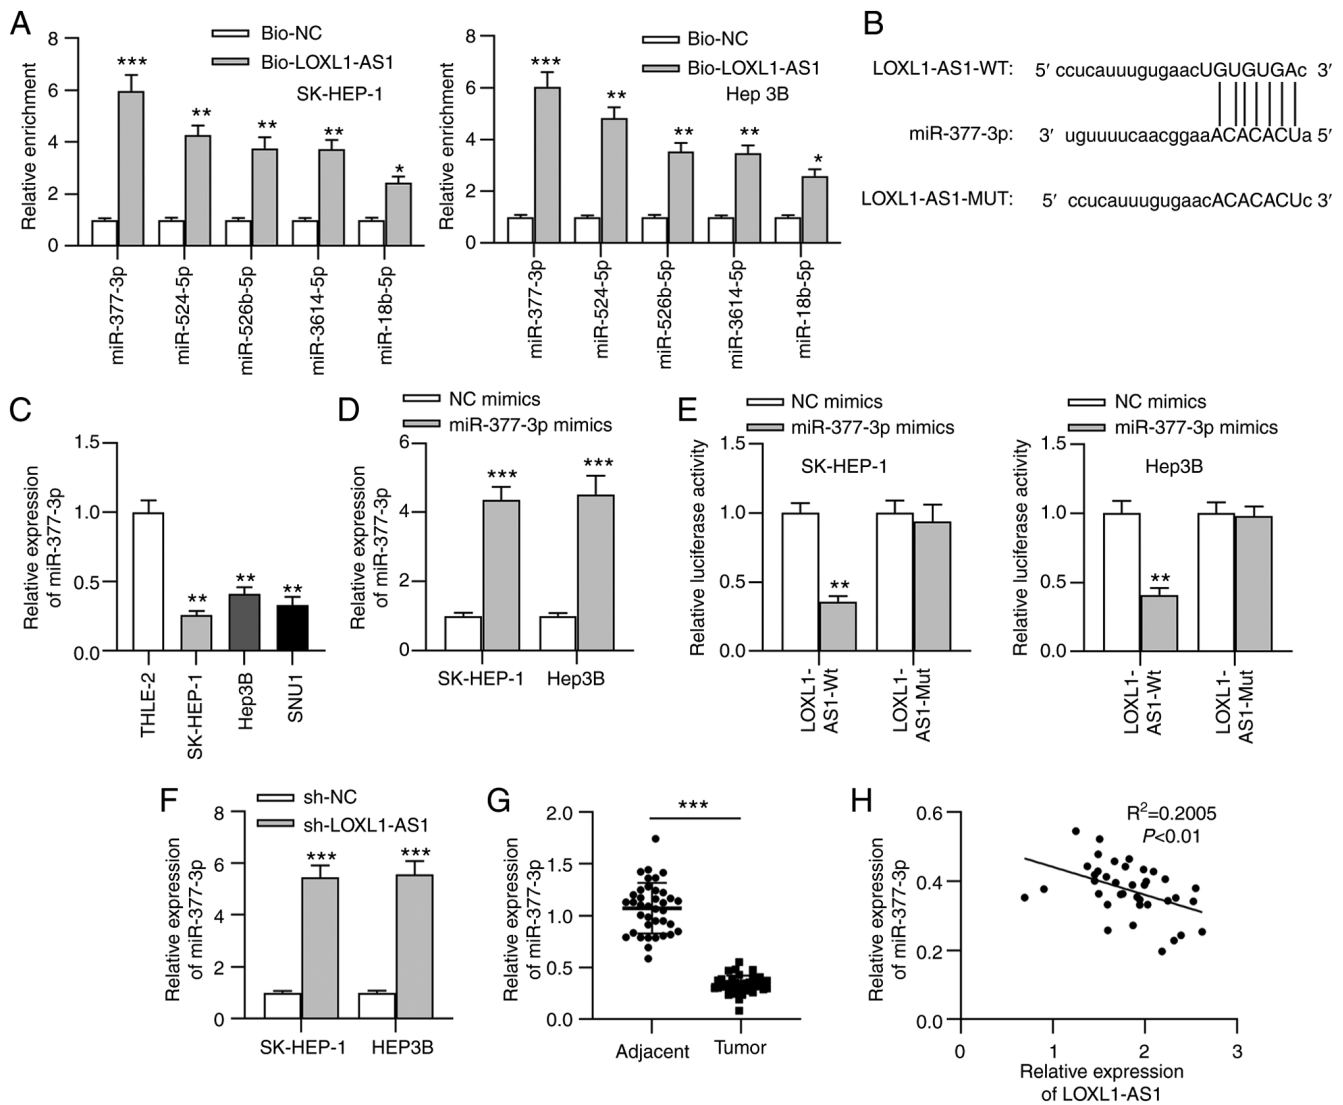 A
Bio-NC
Bio-LOXL1-AS1
SK-HEP-1
Relative enrichment
8
6
4
2
0
***
**
**
**
*
miR-377-3p
miR-524-5p
miR-526b-5p
miR-3614-5p
miR-18b-5p
Bio-NC
Bio-LOXL1-AS1
Hep 3B
Relative enrichment
8
6
4
2
0
***
**
**
**
*
miR-377-3p
miR-524-5p
miR-526b-5p
miR-3614-5p
miR-18b-5p
B
LOXL1-AS1-WT: 5′ ccucauuugugaacUGUGUGAc 3′
miR-377-3p: 3′ uguuuucaacggaaACACACUa 5′
LOXL1-AS1-MUT: 5′ ccucauuugugaacACACACUc 3′
C
Relative expression
of miR-377-3p
1.5
1.0
0.5
0.0
**
**
**
THLE-2
SK-HEP-1
Hep3B
SNU1
D
NC mimics
miR-377-3p mimics
Relative expression
of miR-377-3p
6
4
2
0
***
***
SK-HEP-1
Hep3B
E
NC mimics
miR-377-3p mimics
SK-HEP-1
Relative luciferase activity
1.5
1.0
0.5
0.0
**
LOXL1-
AS1-Wt
LOXL1-
AS1-Mut
NC mimics
miR-377-3p mimics
Hep3B
Relative luciferase activity
1.5
1.0
0.5
0.0
**
LOXL1-
AS1-Wt
LOXL1-
AS1-Mut
F
sh-NC
sh-LOXL1-AS1
Relative expression
of miR-377-3p
8
6
4
2
0
***
***
SK-HEP-1
HEP3B
G
Relative expression
of miR-377-3p
2.0
1.5
1.0
0.5
0.0
***
Adjacent
Tumor
H
R2=0.2005
P<0.01
Relative expression
of miR-377-3p
0.6
0.4
0.2
0.0
0
1
2
3
Relative expression
of LOXL1-AS1